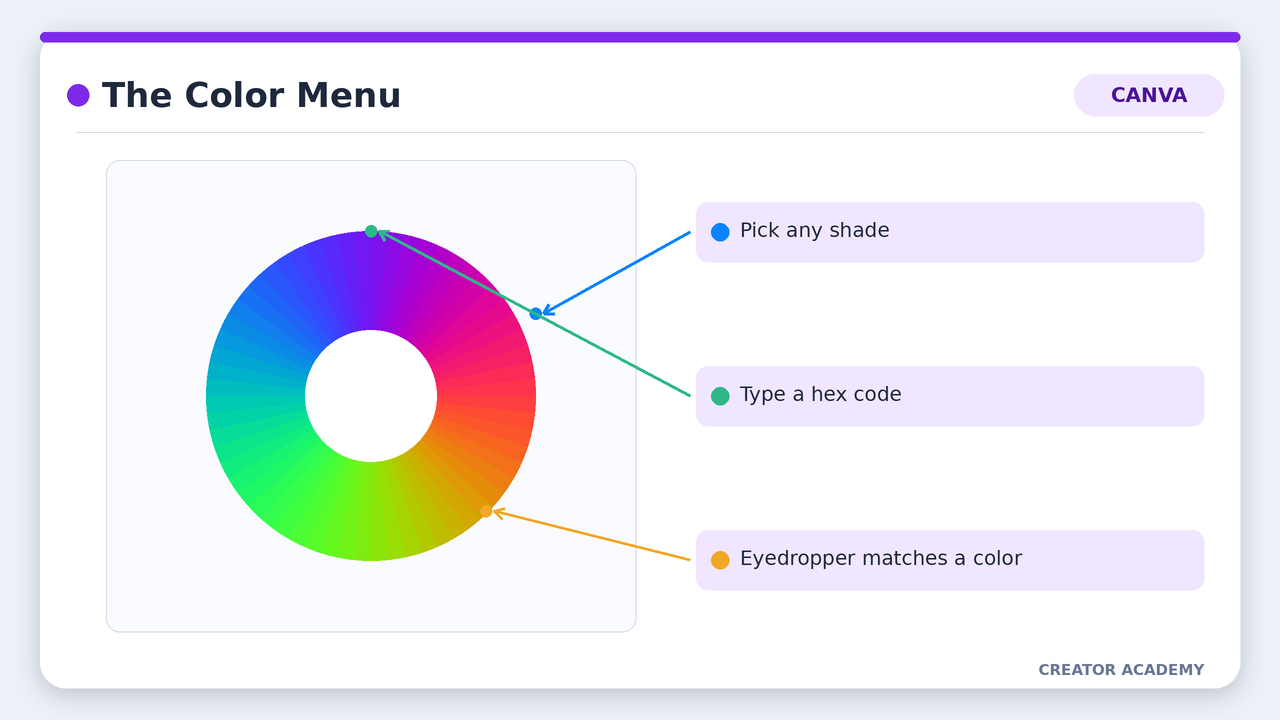 The Color Menu
CANVA
Pick any shade
Type a hex code
Eyedropper matches a color
CREATOR ACADEMY